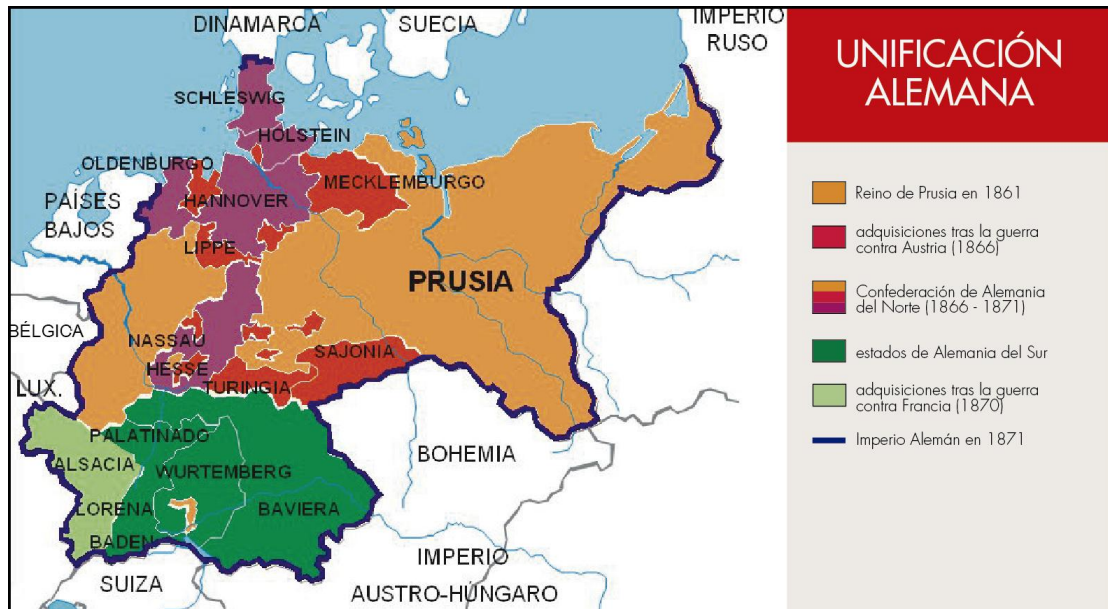 DINAMARCA
SUECIA
IMPERIO
RUSO
SCHLESWIG
HOLSTEIN
OLDENBURGO
MECKLEMBURGO
PAÍSES
BAJOS
HANNOVER
LIPPE
PRUSIA
BÉLGICA
NASSAU
HESSE
SAJONIA
TURINGIA
LUX.
PALATINADO
ALSACIA
WURTEMBERG
BOHEMIA
LORENA
BAVIERA
BADEN
SUIZA
IMPERIO
AUSTRO-HÚNGARO
UNIFICACIÓN
ALEMANA
Reino de Prusia en 1861
adquisiciones tras la guerra
contra Austria (1866)
Confederación de Alemania
del Norte (1866 - 1871)
estados de Alemania del Sur
adquisiciones tras la guerra
contra Francia (1870)
Imperio Alemán en 1871